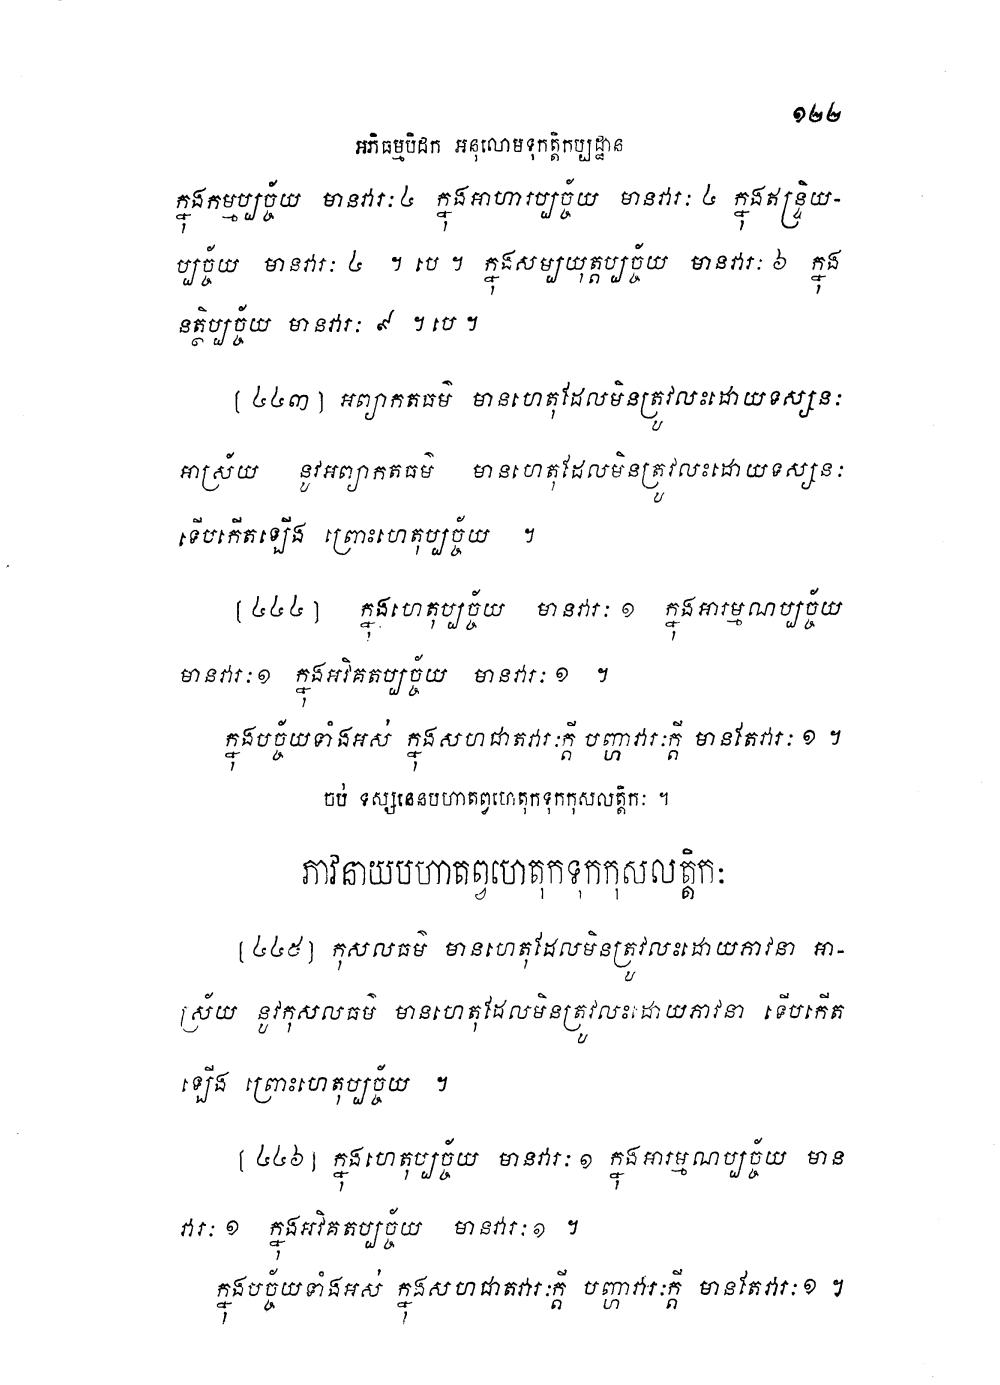 ១២២
អភិធម្មបិដក អនុលោមទុកត្តិកប្បដ្ឋាន
ក្នុងកម្មប្បច្ច័យ មានវារៈ ៤ ក្នុងអាហារប្បច្ច័យ មានវារៈ ៤ ក្នុងឥន្ទ្រិយ-
ប្បច្ច័យ មានវារៈ ៤ ។ បេ ។ ក្នុងសម្បយុត្តប្បច្ច័យ មានវារៈ ៦ ក្នុង
នត្ថិប្បច្ច័យ មានវារៈ ៩ ។ បេ ។
[៤៤៣] អព្យាកតធម៌ មានហេតុដែលមិនត្រូវលះដោយទស្សនៈ
អាស្រ័យ នូវអព្យាកតធម៌ មានហេតុដែលមិនត្រូវលះដោយទស្សនៈ
ទើបកើតឡើង ព្រោះហេតុប្បច្ច័យ ។
[៤៤៤] ក្នុងហេតុប្បច្ច័យ មានវារៈ ១ ក្នុងអារម្មណប្បច្ច័យ
មានវារៈ ១ ក្នុងអវិគតប្បច្ច័យ មានវារៈ ១ ។
ក្នុងបច្ច័យទាំងអស់ ក្នុងសហជាតវារៈក្តី បញ្ហាវារៈក្តី មានតែវារៈ ១ ។
ចប់ ទស្សនេនបហាតព្វហេតុកទុកកុសលត្តិកៈ ។
ភាវនាយបហាតព្វហេតុកទុកកុសលត្តិកៈ
[៤៤៥] កុសលធម៌ មានហេតុដែលមិនត្រូវលះដោយភាវនា អា-
ស្រ័យ នូវកុសលធម៌ មានហេតុដែលមិនត្រូវលះដោយភាវនា ទើបកើត
ឡើង ព្រោះហេតុប្បច្ច័យ ។
[៤៤៦] ក្នុងហេតុប្បច្ច័យ មានវារៈ ១ ក្នុងអារម្មណប្បច្ច័យ មាន
វារៈ ១ ក្នុងអវិគតប្បច្ច័យ មានវារៈ ១ ។
ក្នុងបច្ច័យទាំងអស់ ក្នុងសហជាតវារៈក្តី បញ្ហាវារៈក្តី មានតែវារៈ ១ ។